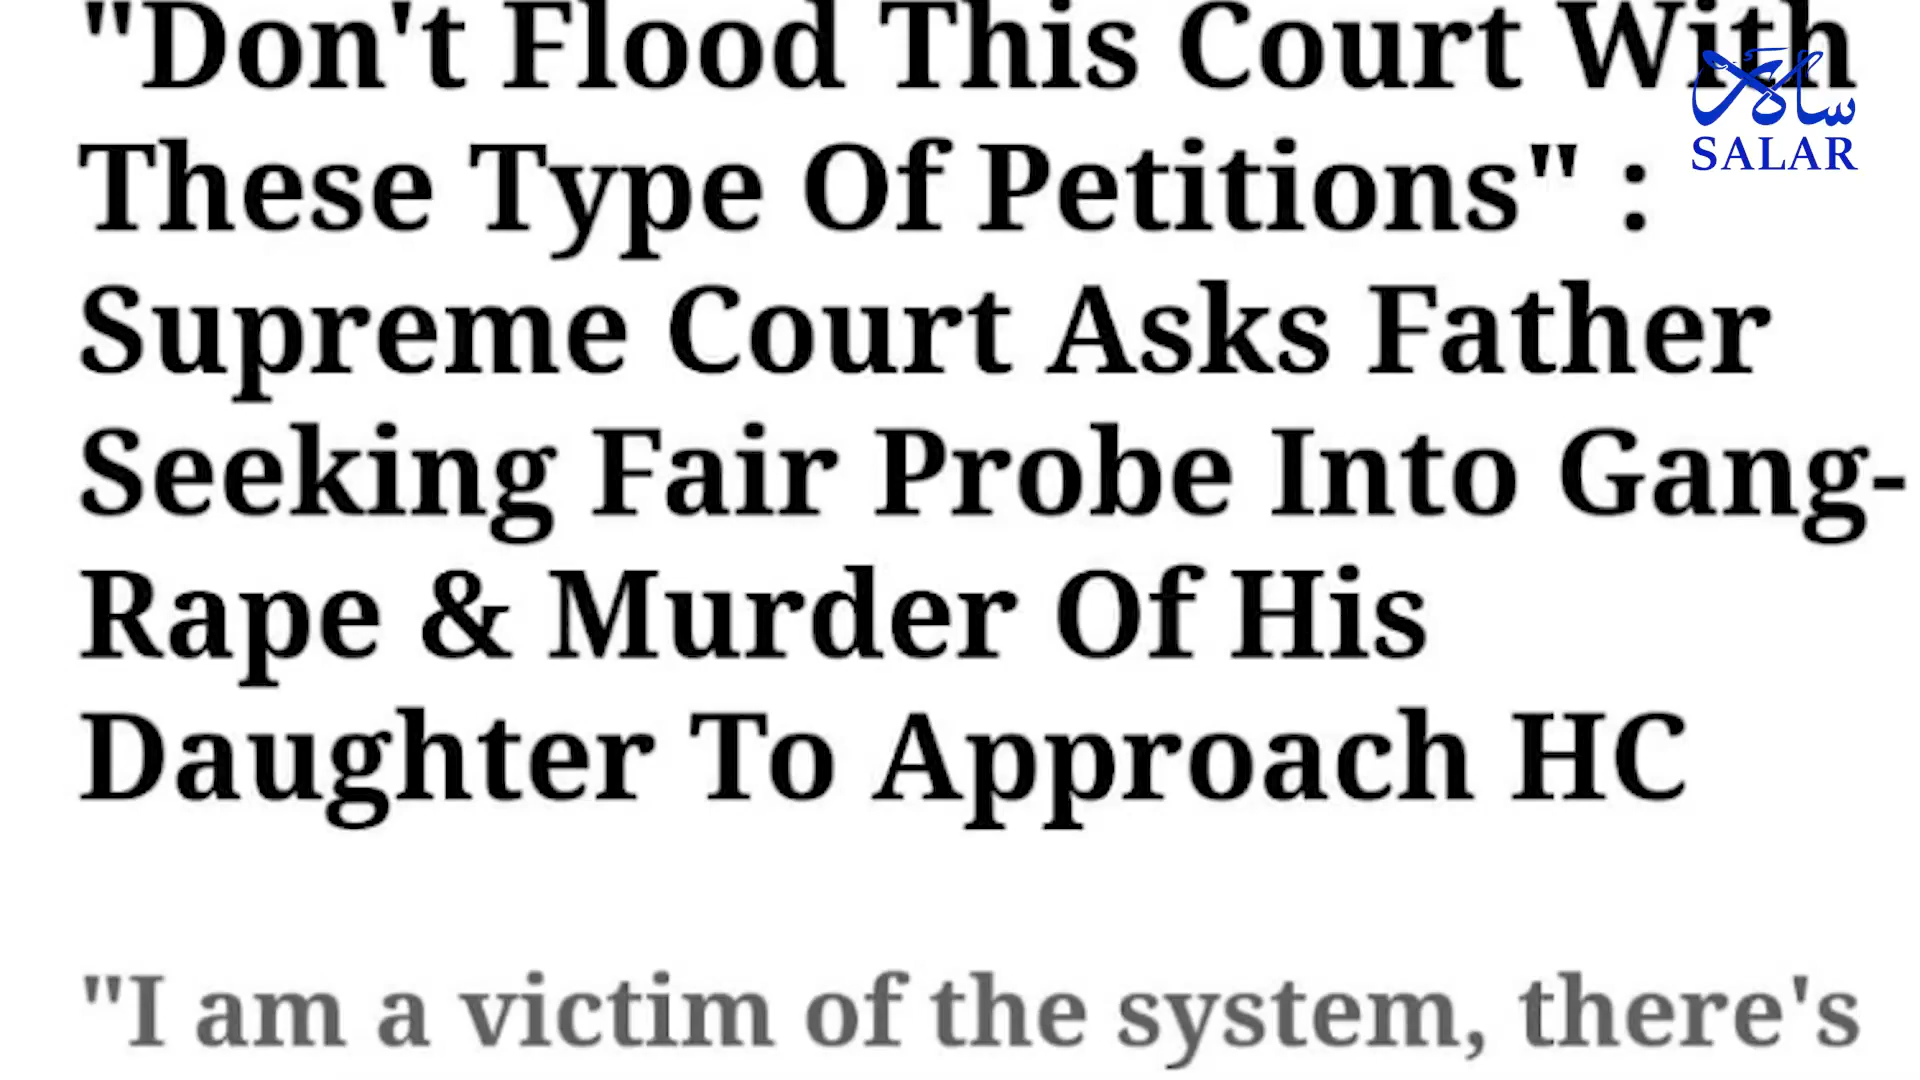 "Don't Flood This Court With
These Type Of Petitions" :
Supreme Court Asks Father
Seeking Fair Probe Into Gang-
Rape & Murder Of His
Daughter To Approach HC
"I am a victim of the system, there's
سالار
SALAR